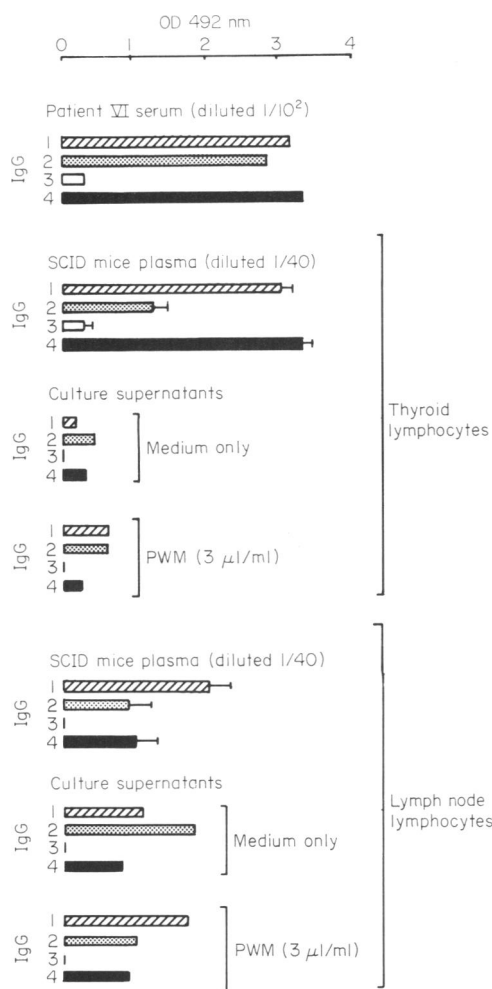 OD 492 nm
0 1 2 3 4
Patient VI serum (diluted 1/10²)
IgG
1
2
3
4
SCID mice plasma (diluted 1/40)
IgG
1
2
3
4
Culture supernatants
IgG
1
2
3
4
Medium only
IgG
1
2
3
4
PWM (3 μl/ml)
Thyroid
lymphocytes
SCID mice plasma (diluted 1/40)
IgG
1
2
3
4
Culture supernatants
IgG
1
2
3
4
Medium only
IgG
1
2
3
4
PWM (3 μl/ml)
Lymph node
lymphocytes